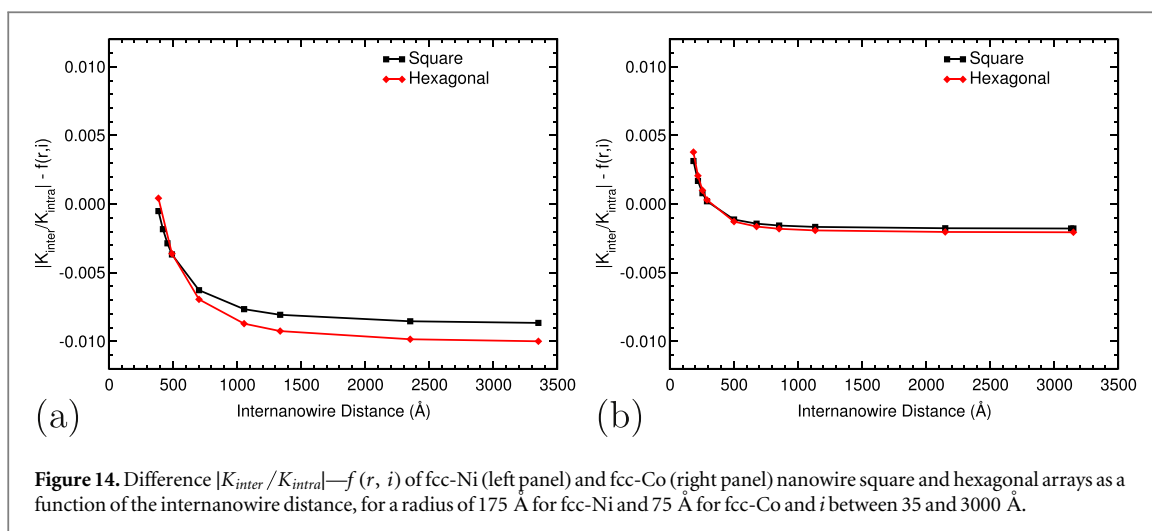 Square
Hexagonal
0.010
0.005
0.000
-0.005
-0.010
|K_inter/K_intra| - f(r,i)
0 500 1000 1500 2000 2500 3000 3500
Internanowire Distance (Å)
(a)
Square
Hexagonal
0.010
0.005
0.000
-0.005
-0.010
|K_inter/K_intra| - f(r,i)
0 500 1000 1500 2000 2500 3000 3500
Internanowire Distance (Å)
(b)
Figure 14. Difference |K_inter/K_intra|—f (r, i) of fcc-Ni (left panel) and fcc-Co (right panel) nanowire square and hexagonal arrays as a
function of the internanowire distance, for a radius of 175 Å for fcc-Ni and 75 Å for fcc-Co and i between 35 and 3000 Å.